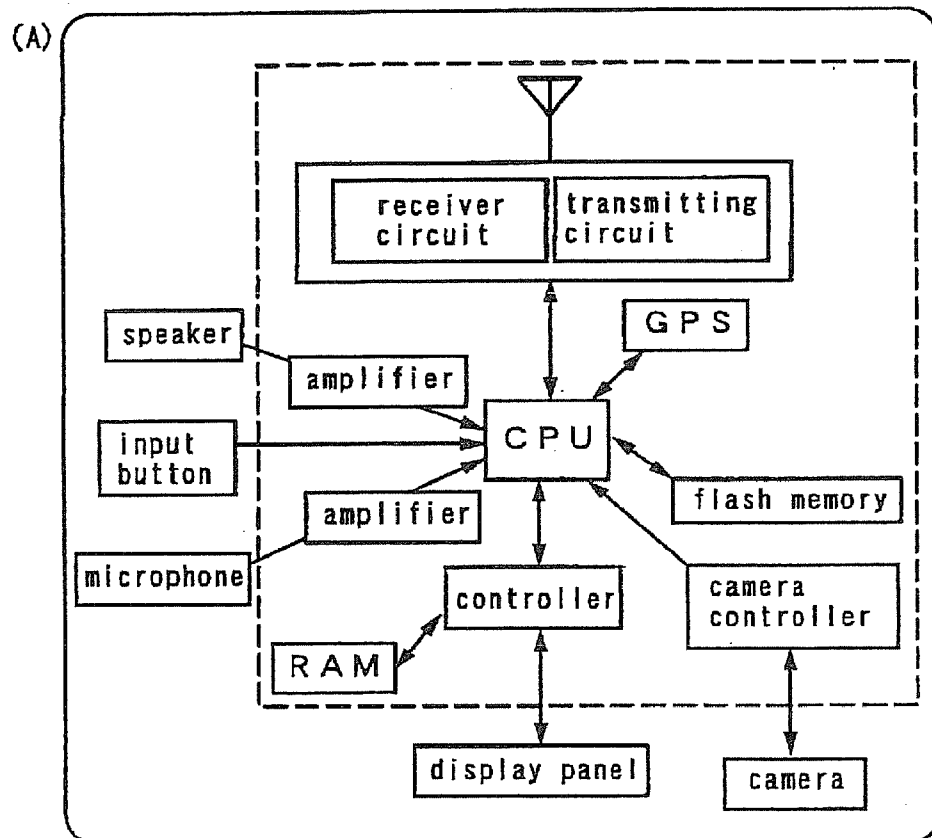 (A)
receiver
circuit
transmitting
circuit
GPS
speaker
amplifier
CPU
input
button
flash memory
amplifier
microphone
controller
camera
controller
RAM
display panel
camera